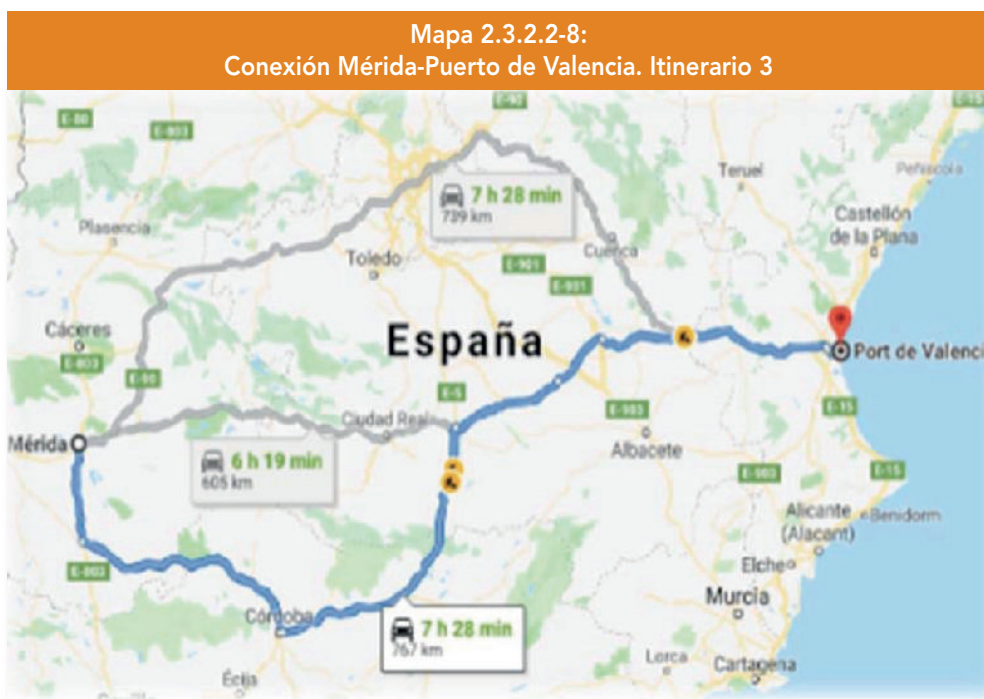 Mapa 2.3.2.2-8:
Conexión Mérida-Puerto de Valencia. Itinerario 3
E-90
E-15
E-80
E-803
Teruel
Peñíscola
7 h 28 min
739 km
Plasencia
Castellón
de la Plana
Toledo
Cuenca
E-901
E-901
España
Cáceres
E-803
Port de Valenci
E-90
E-5
E-903
E-15
Ciudad Real
Mérida
Albacete
6 h 19 min
605 km
E-903
E-15
Alicante
(Alacant)
Benidorm
E-803
Elche
Murcia
Córdoba
7 h 28 min
767 km
Lorca
Cartagena
Écija